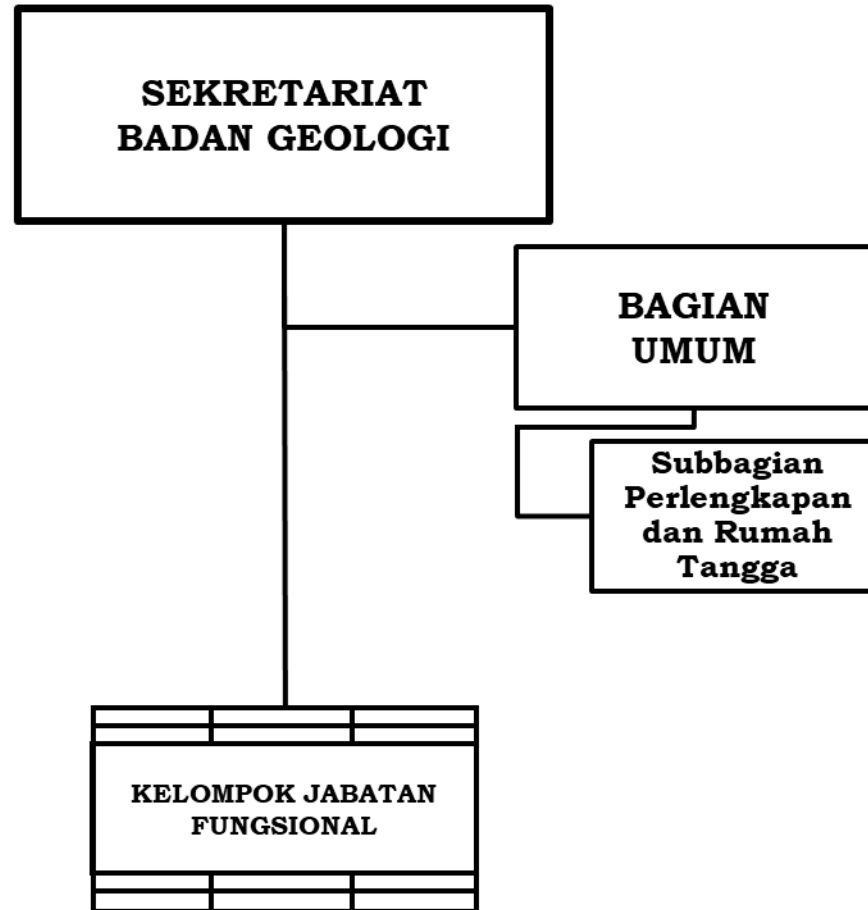 SEKRETARIAT
BADAN GEOLOGI
BAGIAN
UMUM
Subbagian
Perlengkapan
dan Rumah
Tangga
KELOMPOK JABATAN
FUNGSIONAL